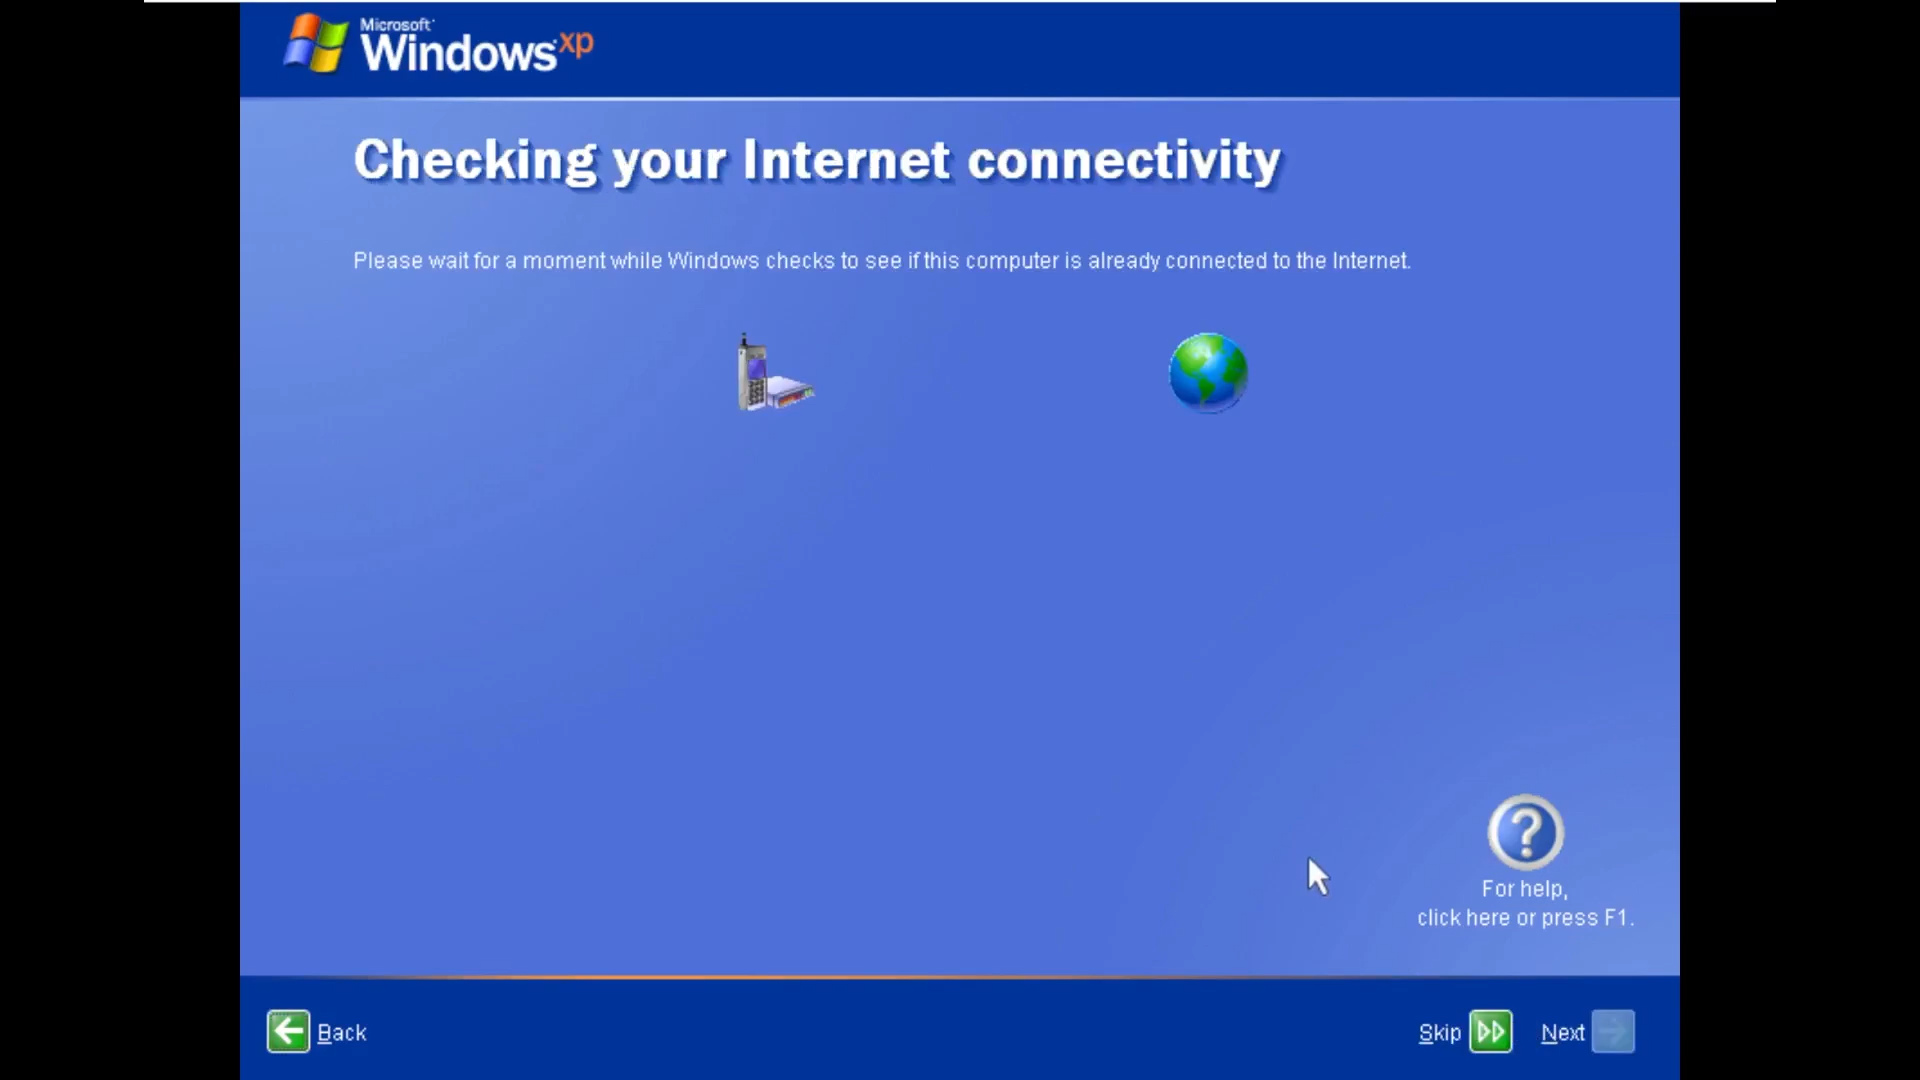 Microsoft
Windows xp
Checking your Internet connectivity
Please wait for a moment while Windows checks to see if this computer is already connected to the Internet.
For help,
click here or press F1.
Back
Skip
Next